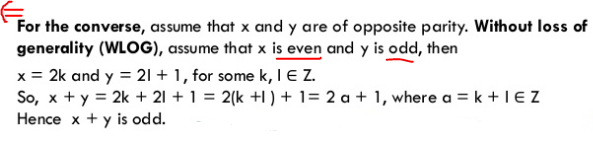 ⇐
For the converse, assume that x and y are of opposite parity. Without loss of
generality (WLOG), assume that x is even and y is odd, then
x = 2k and y = 2l + 1, for some k, l ∈ Z.
So, x + y = 2k + 2l + 1 = 2(k +l ) + 1= 2 a + 1, where a = k + l ∈ Z
Hence x + y is odd.